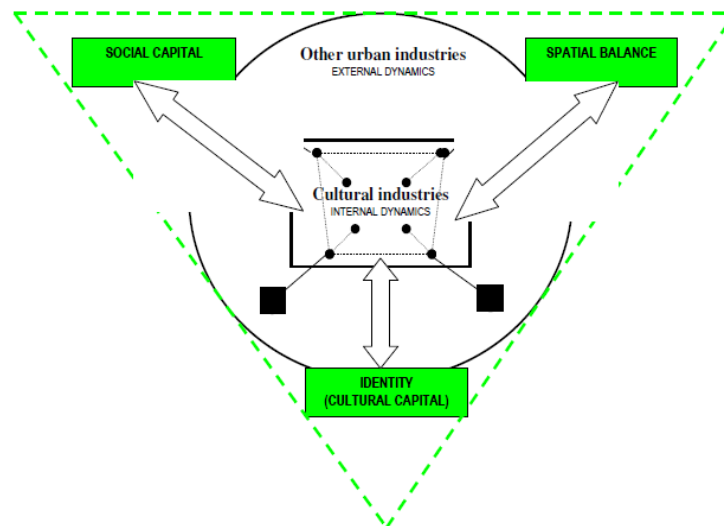 SOCIAL CAPITAL
Other urban industries
EXTERNAL DYNAMICS
SPATIAL BALANCE
Cultural industries
INTERNAL DYNAMICS
IDENTITY
(CULTURAL CAPITAL)